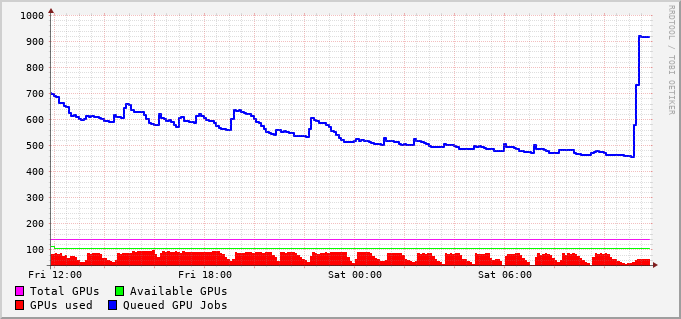 1000
900
800
700
600
500
400
300
200
100
Fri 12:00 Fri 18:00 Sat 00:00 Sat 06:00
Total GPUs Available GPUs
GPUs used Queued GPU Jobs
RRDTOOL / TOBI OETIKER